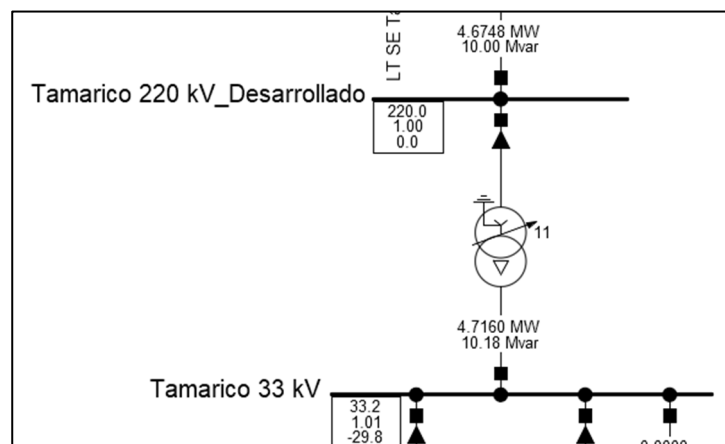 LT SE Ta
4.6748 MW
10.00 Mvar
Tamarico 220 kV_Desarrollado
220.0
1.00
0.0
11
4.7160 MW
10.18 Mvar
Tamarico 33 kV
33.2
1.01
-29.8